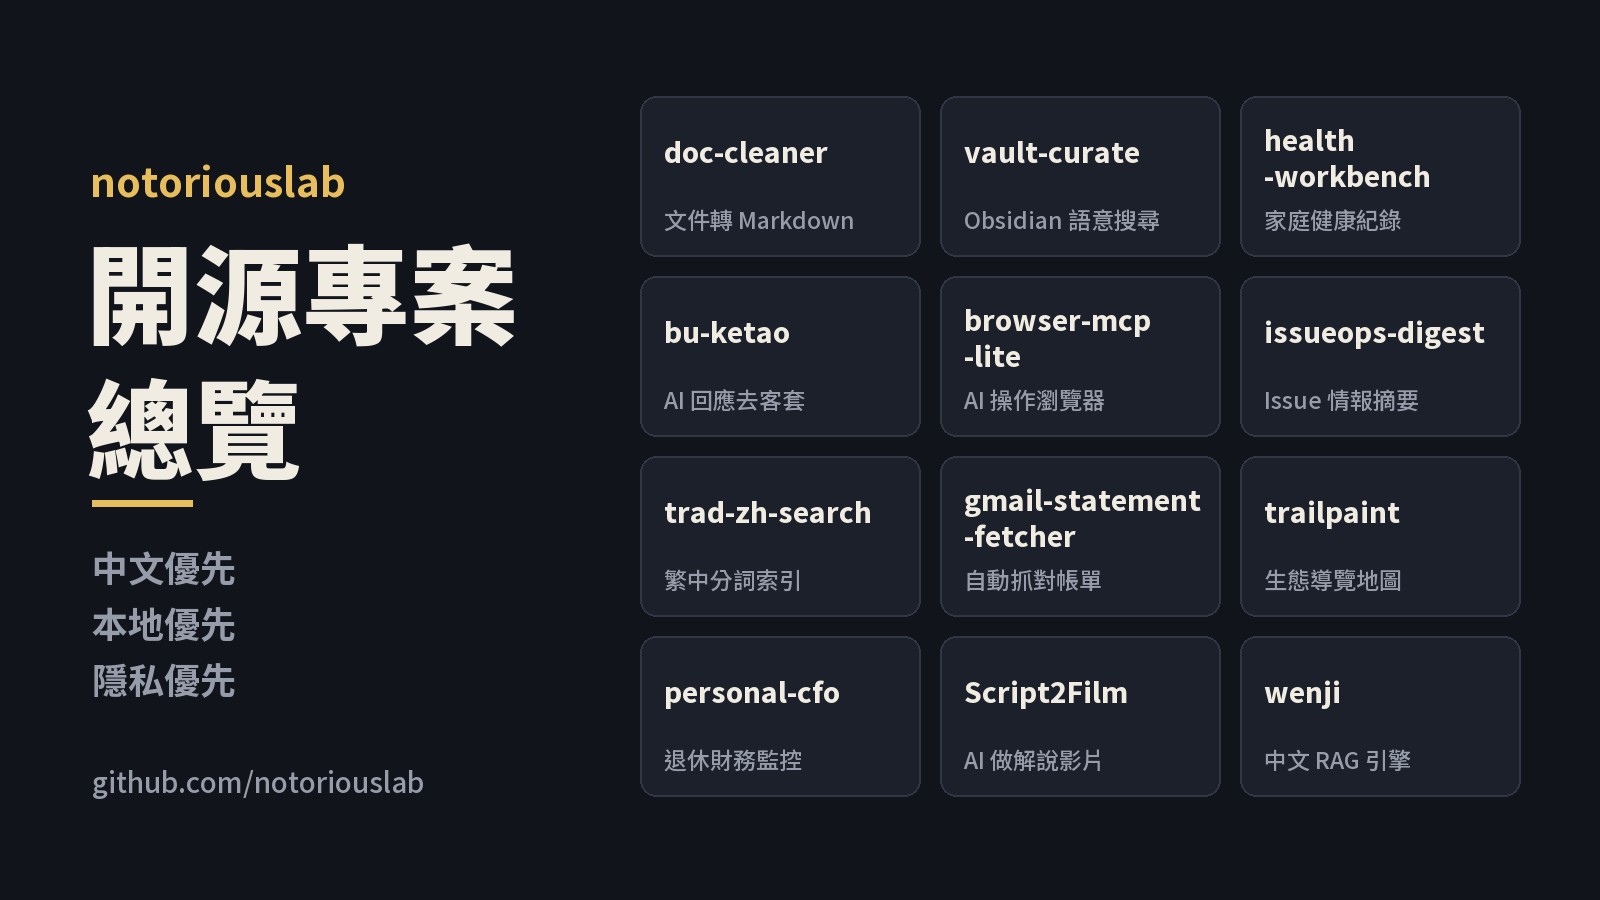 notoriouslab
開源專案
總覽
中文優先
本地優先
隱私優先
github.com/notoriouslab
doc-cleaner
文件轉 Markdown
vault-curate
Obsidian 語意搜尋
health
-workbench
家庭健康紀錄
bu-ketao
AI 回應去客套
browser-mcp
-lite
AI 操作瀏覽器
issueops-digest
Issue 情報摘要
trad-zh-search
繁中分詞索引
gmail-statement
-fetcher
自動抓對帳單
trailpaint
生態導覽地圖
personal-cfo
退休財務監控
Script2Film
AI 做解說影片
wenji
中文 RAG 引擎